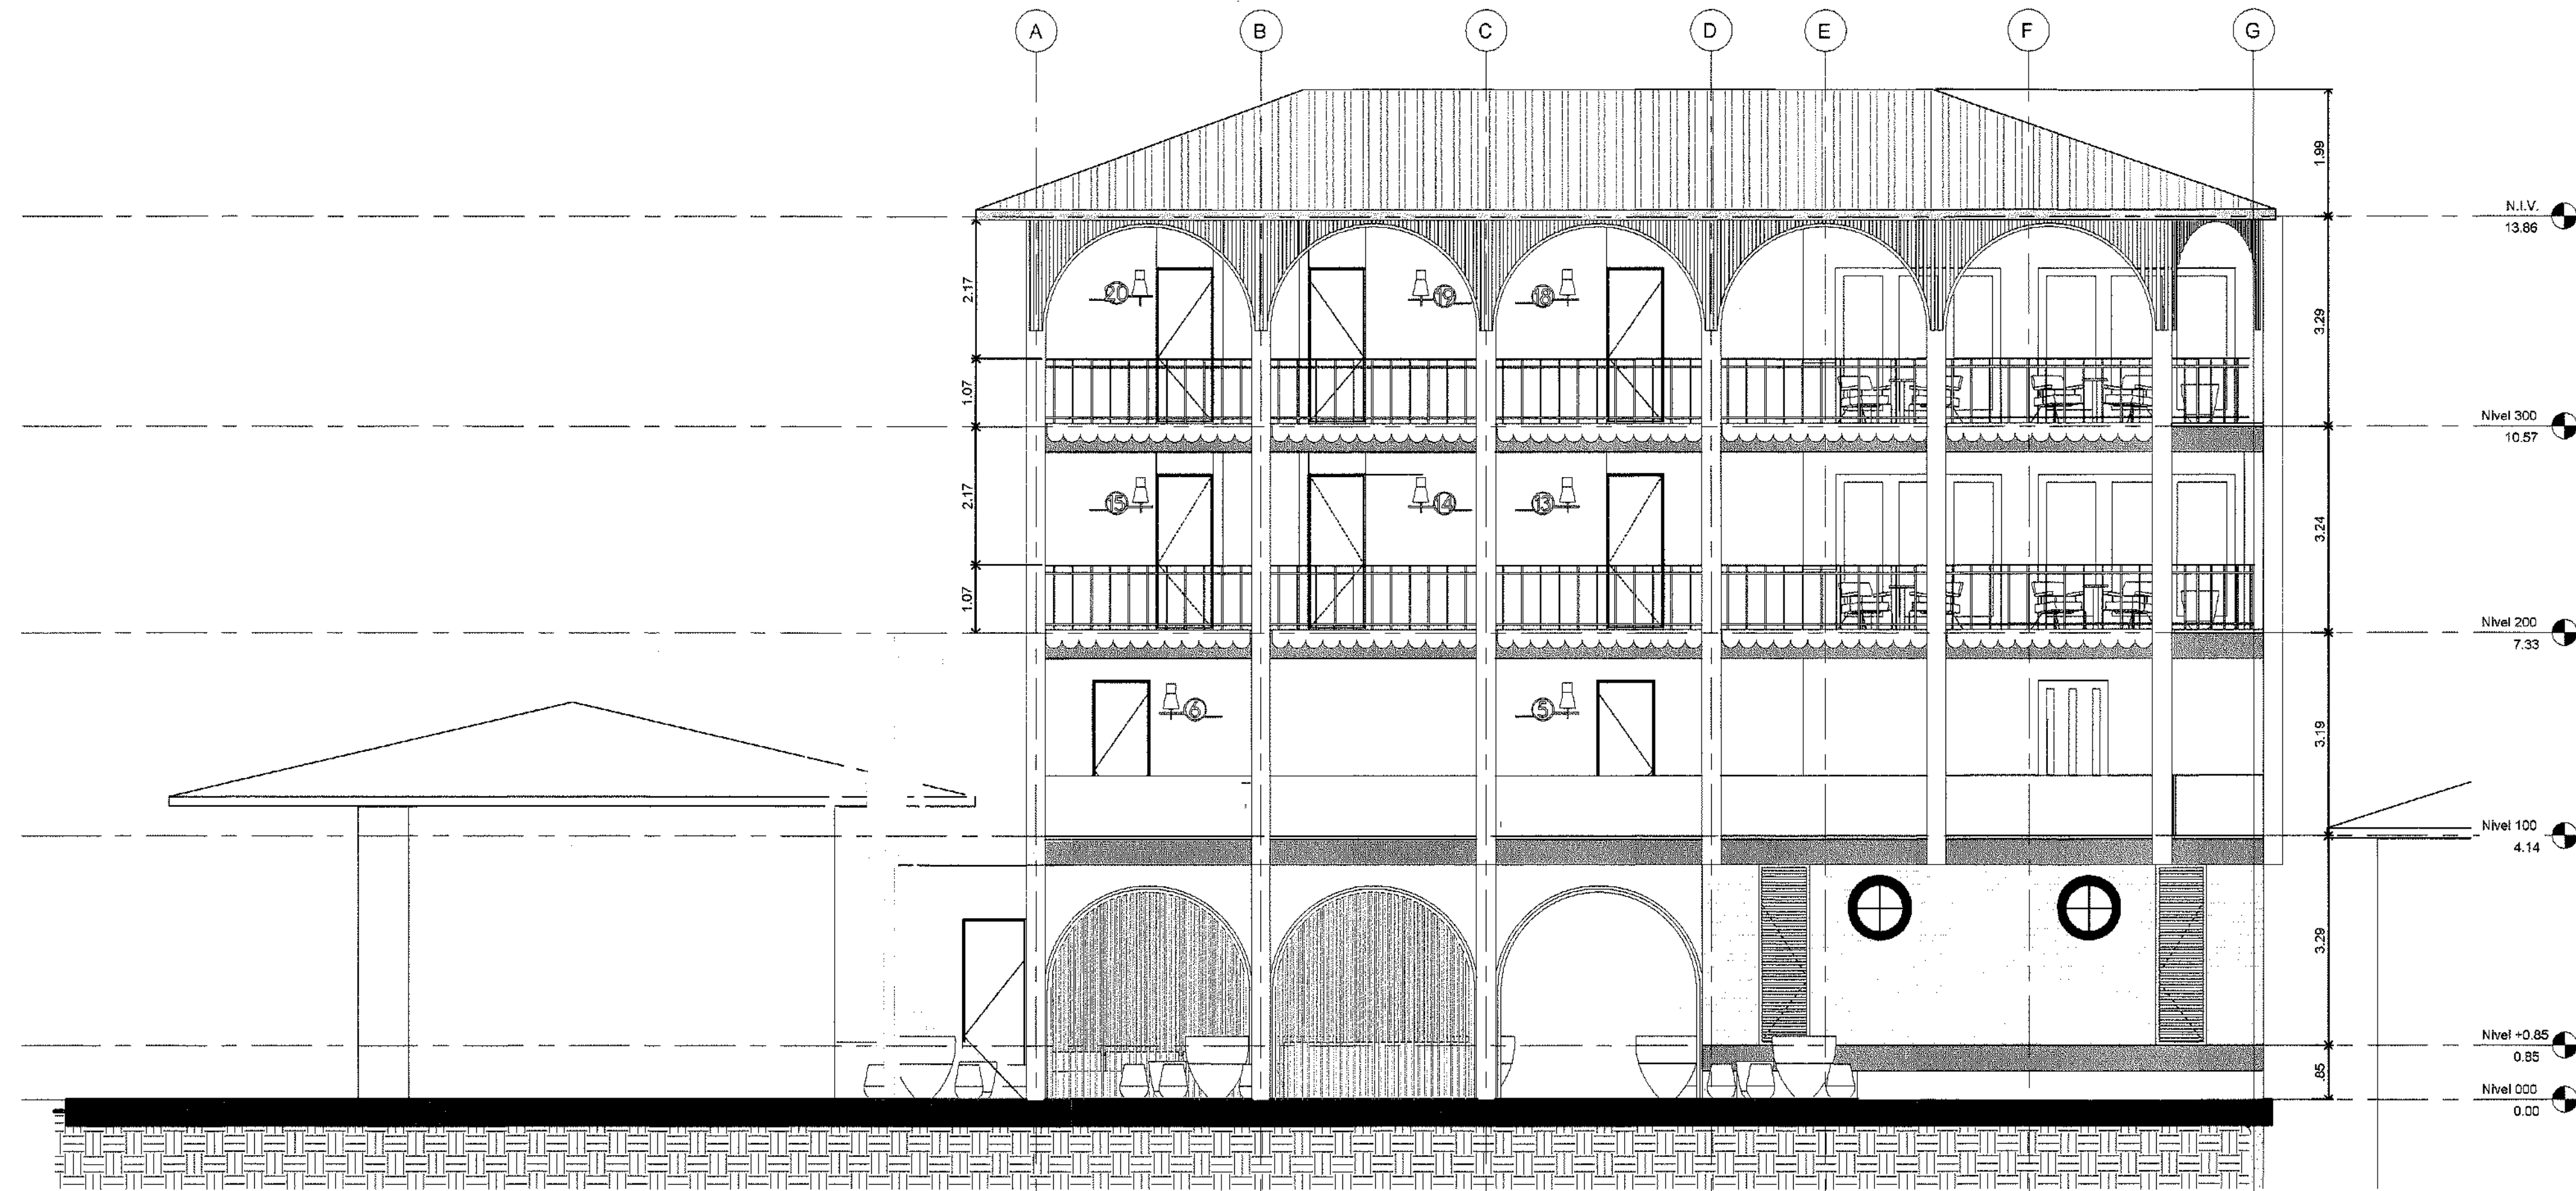 A B C D E F G
1.99
N.I.V.
13.86
2.17
20 19 18
3.29
1.07
Nivel 300
10.57
2.17
15 14 13
3.24
1.07
Nivel 200
7.33
6 5
3.19
Nivel 100
4.14
3.29
Nivel +0.85
0.85
.85
Nivel 000
0.00